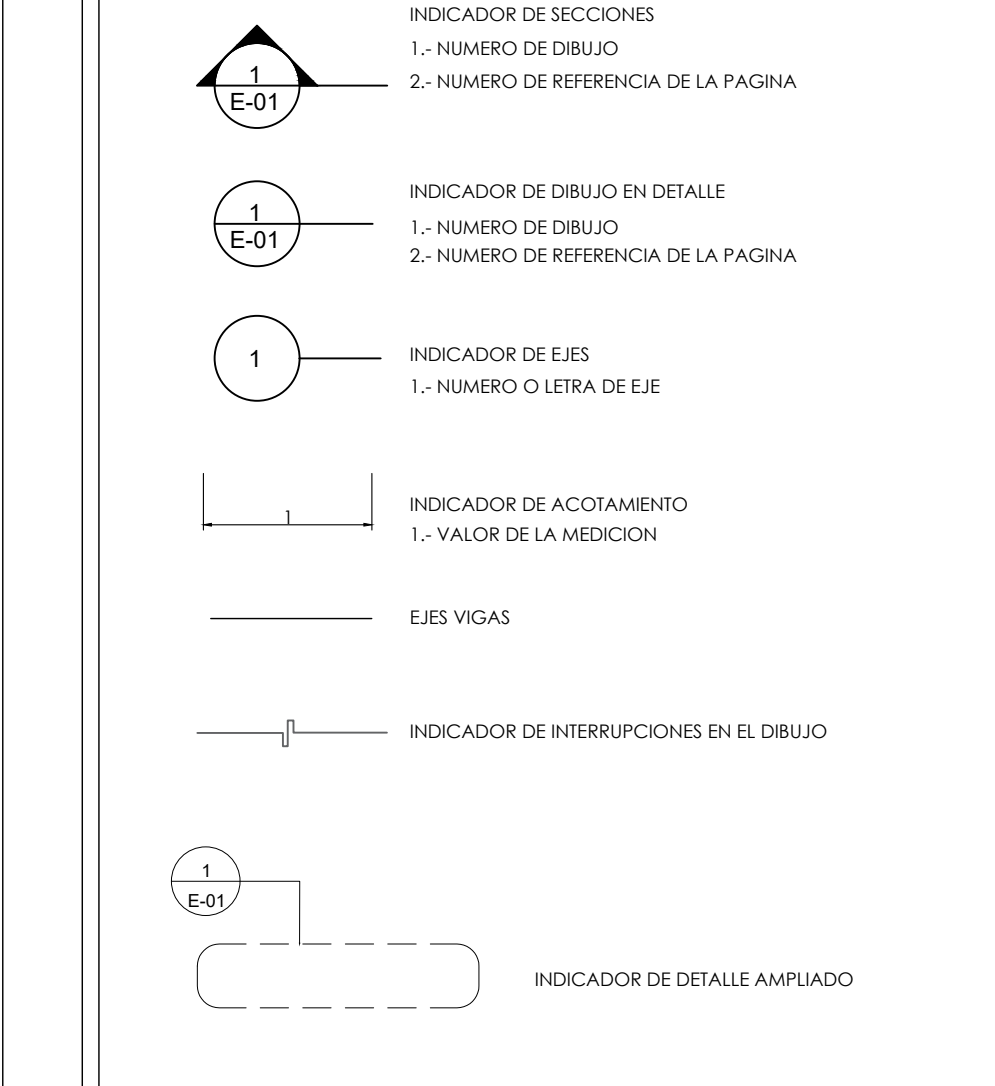 INDICADOR DE SECCIONES
1.- NUMERO DE DIBUJO
2.- NUMERO DE REFERENCIA DE LA PAGINA
1
E-01
INDICADOR DE DIBUJO EN DETALLE
1.- NUMERO DE DIBUJO
2.- NUMERO DE REFERENCIA DE LA PAGINA
1
E-01
INDICADOR DE EJES
1.- NUMERO O LETRA DE EJE
1
INDICADOR DE ACOTAMIENTO
1.- VALOR DE LA MEDICION
1
EJES VIGAS
INDICADOR DE INTERRUPCIONES EN EL DIBUJO
1
E-01
INDICADOR DE DETALLE AMPLIADO